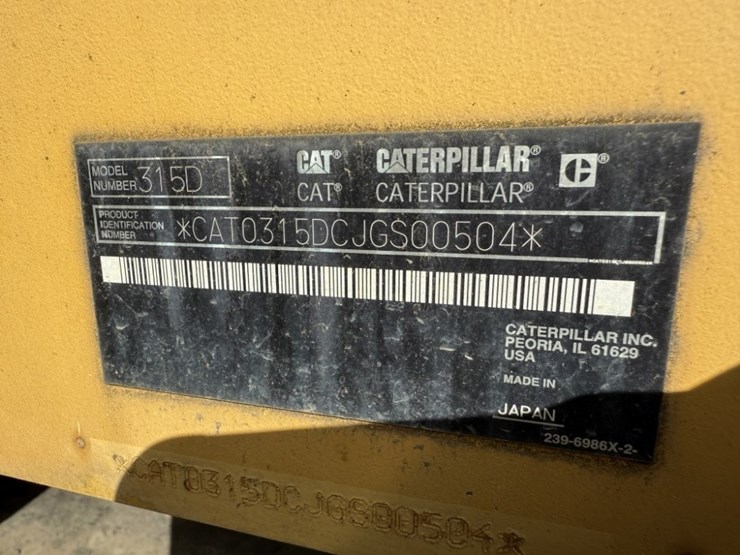 MODEL NUMBER 315D
CAT® CATERPILLAR® C®
CAT® CATERPILLAR®
PRODUCT IDENTIFICATION NUMBER *CAT0315DCJGS00504*
CATERPILLAR INC.
PEORIA, IL 61629
USA
MADE IN
JAPAN
239-6986X-2-
*CAT0315DCJGS00504*